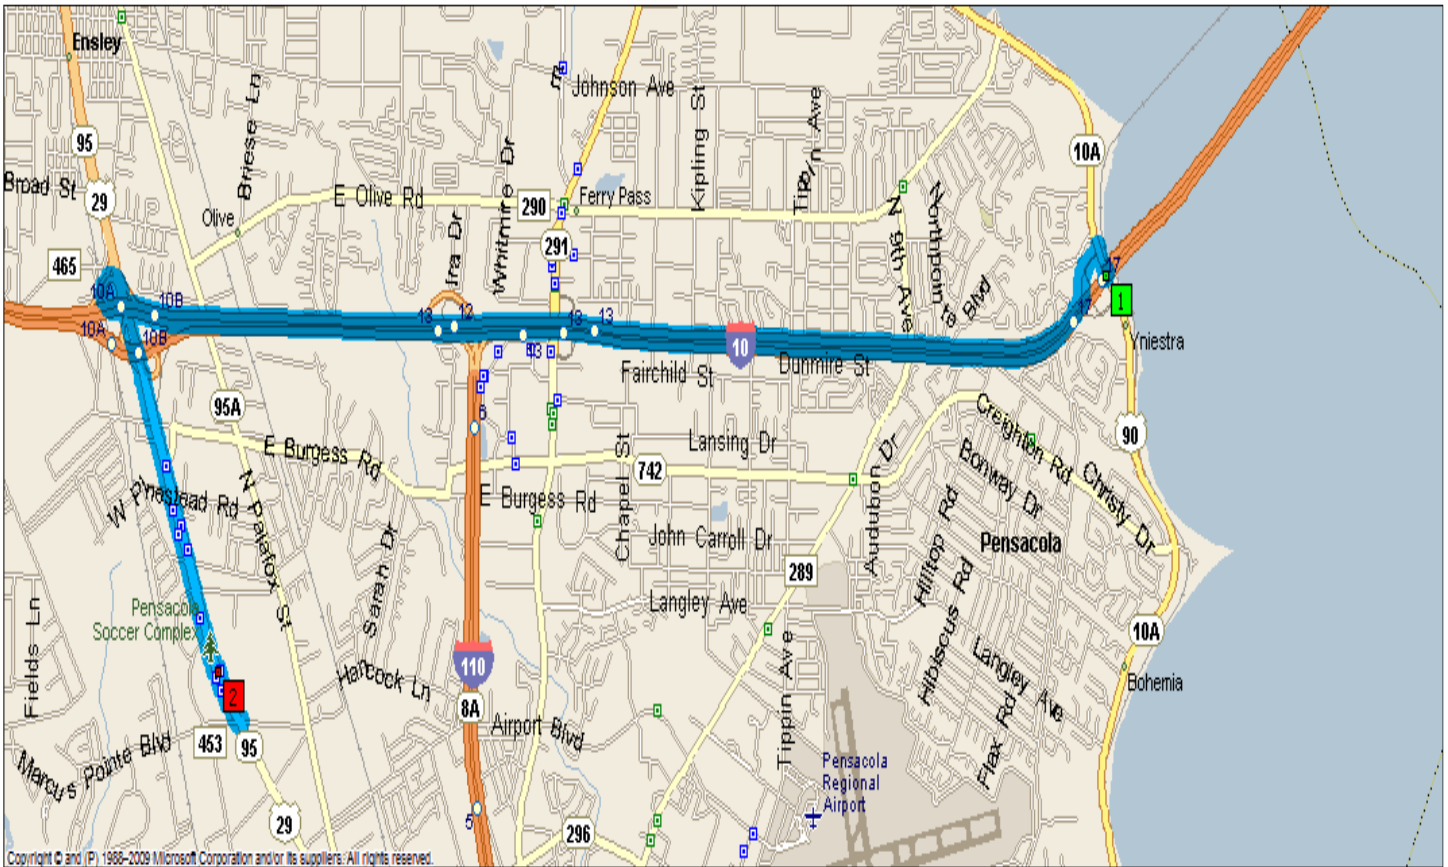 Ensley
Johnson Ave
95
10A
Briese Ln
Whitmire Dr
Kipling St
Broad St
29
E Olive Rd
290
Ferry Pass
Olive
Ira Dr
291
N 9th Ave
465
17
10A
10B
1
13
12
13
13
17
10A
10B
10
Yniestra
Fairchild St
Dunmire St
95A
6
Creighton Rd
90
E Burgess Rd
Lansing Dr
742
Bonway Dr
Christy Dr
W Pinestead Rd
E Burgess Rd
Chapel St
Audubon Dr
Hilltop Rd
N Palafox St
John Carroll Dr
Pensacola
Sarah Dr
289
Hibiscus Rd
Langley Ave
Pensacola
Soccer Complex
Fields Ln
10A
110
Langley Ave
Hancock Ln
Tippin Ave
Bohemia
2
8A
Airport Blvd
Flax Rd
453
95
Marcus Pointe Blvd
Pensacola
Regional
Airport
29
5
296
Copyright © and (P) 1988-2009 Microsoft Corporation and/or its suppliers. All rights reserved.